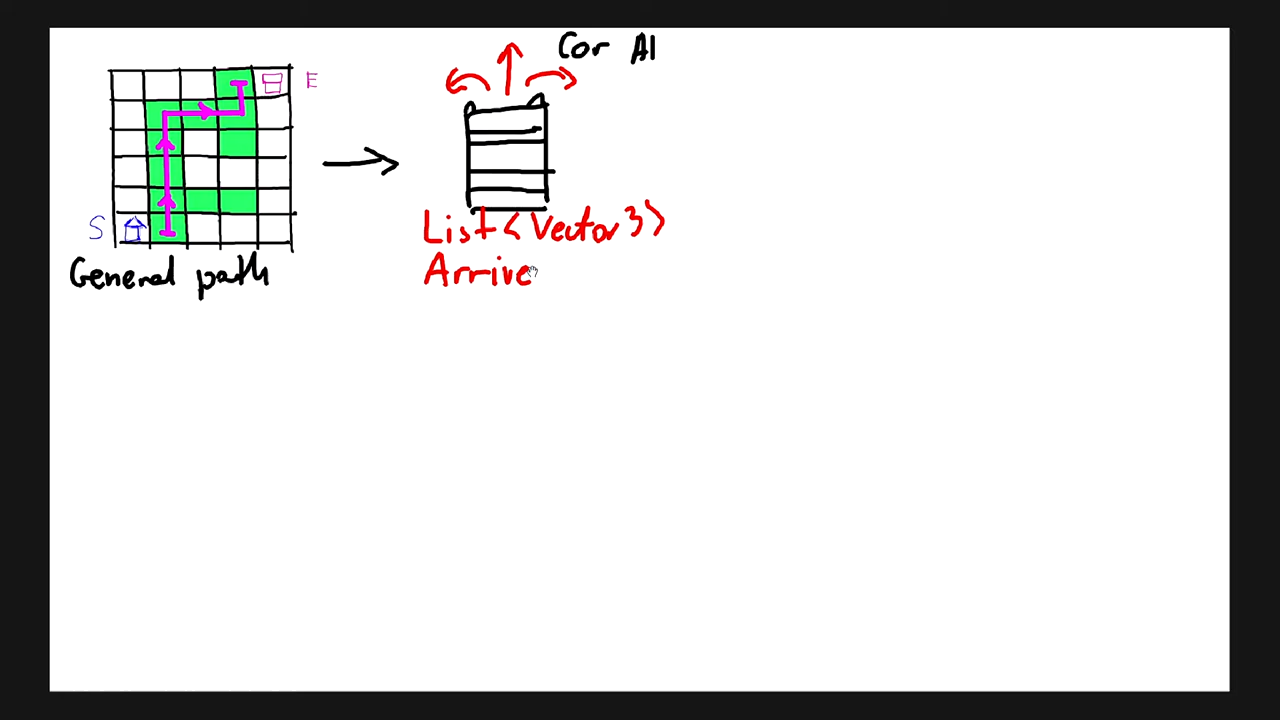 Car AI
E
S
General path
List<Vector3>
Arrive